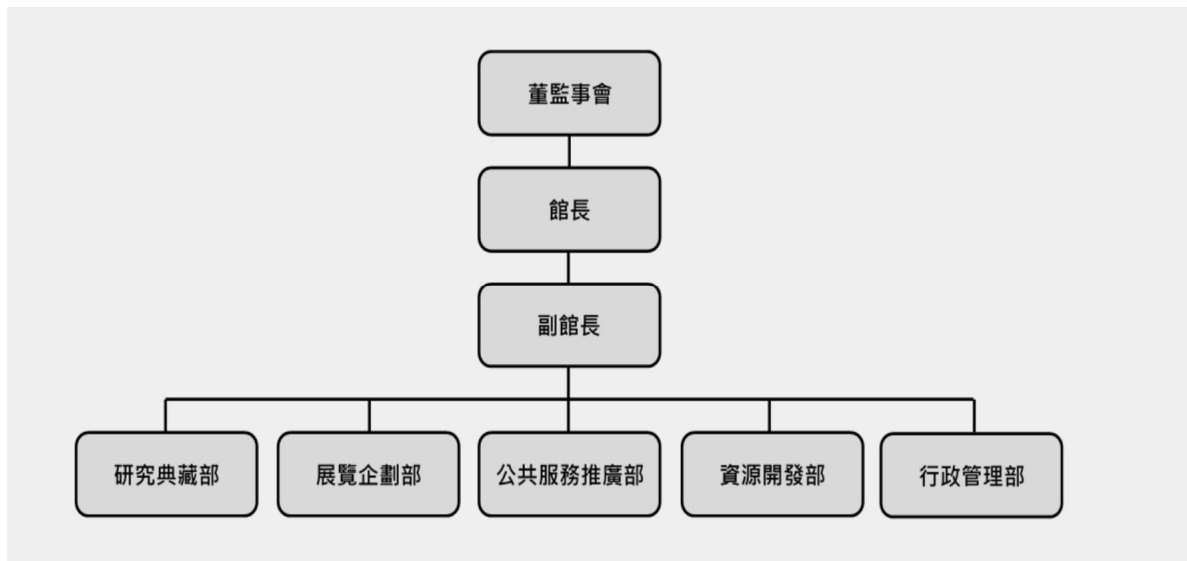 董監事會
館長
副館長
研究典藏部
展覽企劃部
公共服務推廣部
資源開發部
行政管理部